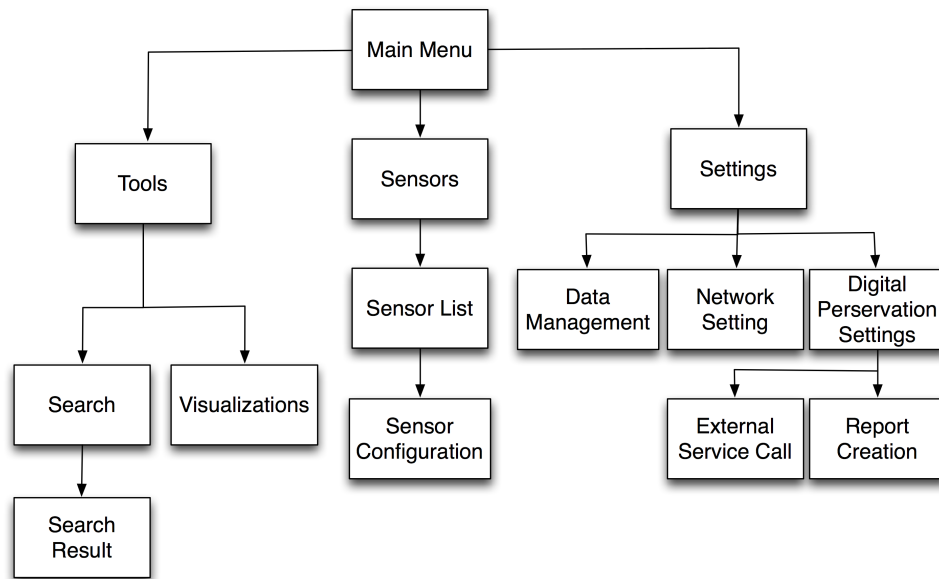 Main Menu
Tools
Sensors
Settings
Sensor List
Data
Management
Network
Setting
Digital
Perservation
Settings
Search
Visualizations
Sensor
Configuration
External
Service Call
Report
Creation
Search
Result